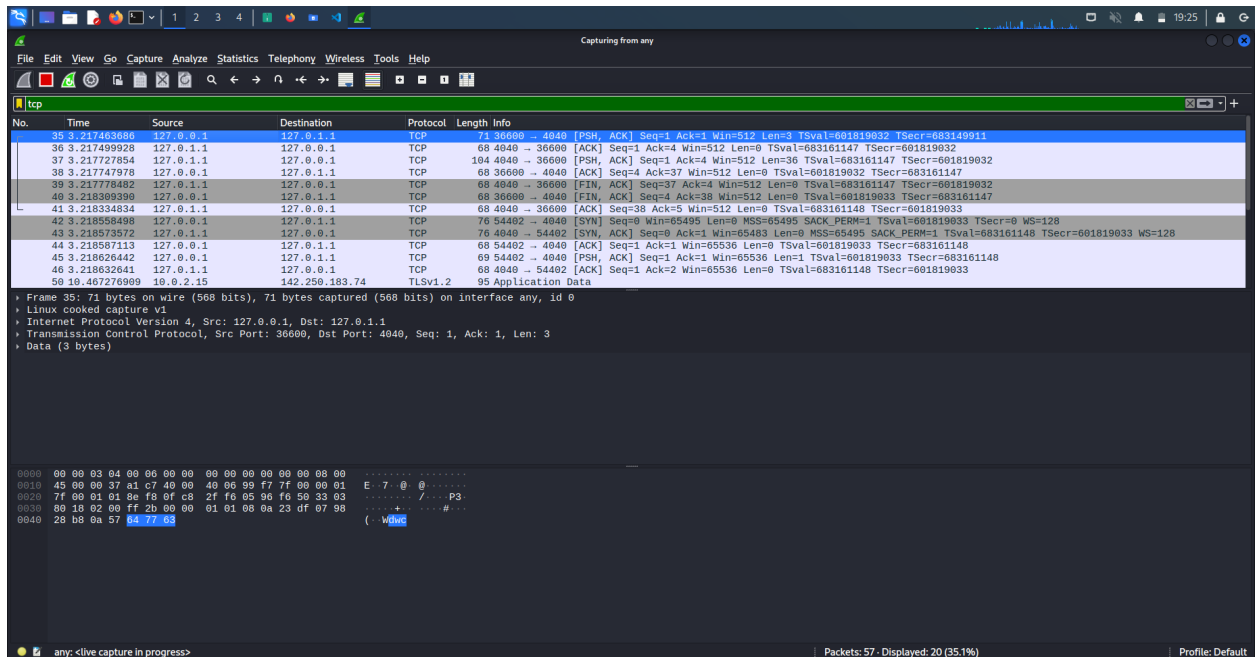 1 2 3 4 19:25
Capturing from any
File Edit View Go Capture Analyze Statistics Telephony Wireless Tools Help
tcp
No. Time Source Destination Protocol Length Info
35 3.217463686 127.0.0.1 127.0.1.1 TCP 71 36600 → 4040 [PSH, ACK] Seq=1 Ack=1 Win=512 Len=3 TSval=601819032 TSecr=683149911
36 3.217499928 127.0.1.1 127.0.0.1 TCP 68 4040 → 36600 [ACK] Seq=1 Ack=4 Win=512 Len=0 TSval=683161147 TSecr=601819032
37 3.217727854 127.0.1.1 127.0.0.1 TCP 104 4040 → 36600 [PSH, ACK] Seq=1 Ack=4 Win=512 Len=36 TSval=683161147 TSecr=601819032
38 3.217747978 127.0.0.1 127.0.1.1 TCP 68 36600 → 4040 [ACK] Seq=4 Ack=37 Win=512 Len=0 TSval=601819032 TSecr=683161147
39 3.217778482 127.0.1.1 127.0.0.1 TCP 68 4040 → 36600 [FIN, ACK] Seq=37 Ack=4 Win=512 Len=0 TSval=683161147 TSecr=601819032
40 3.218309390 127.0.0.1 127.0.1.1 TCP 68 36600 → 4040 [FIN, ACK] Seq=4 Ack=38 Win=512 Len=0 TSval=601819033 TSecr=683161147
41 3.218334834 127.0.1.1 127.0.0.1 TCP 68 4040 → 36600 [ACK] Seq=38 Ack=5 Win=512 Len=0 TSval=683161148 TSecr=601819033
42 3.218558498 127.0.0.1 127.0.1.1 TCP 76 54402 → 4040 [SYN] Seq=0 Win=65495 Len=0 MSS=65495 SACK_PERM=1 TSval=601819033 TSecr=0 WS=128
43 3.218573572 127.0.1.1 127.0.0.1 TCP 76 4040 → 54402 [SYN, ACK] Seq=0 Ack=1 Win=65483 Len=0 MSS=65495 SACK_PERM=1 TSval=683161148 TSecr=601819033 WS=128
44 3.218587113 127.0.0.1 127.0.1.1 TCP 68 54402 → 4040 [ACK] Seq=1 Ack=1 Win=65536 Len=0 TSval=601819033 TSecr=683161148
45 3.218626442 127.0.0.1 127.0.1.1 TCP 69 54402 → 4040 [PSH, ACK] Seq=1 Ack=1 Win=65536 Len=1 TSval=601819033 TSecr=683161148
46 3.218632641 127.0.1.1 127.0.0.1 TCP 68 4040 → 54402 [ACK] Seq=1 Ack=2 Win=65536 Len=0 TSval=683161148 TSecr=601819033
50 10.467276909 10.0.2.15 142.250.183.74 TLSv1.2 95 Application Data
Frame 35: 71 bytes on wire (568 bits), 71 bytes captured (568 bits) on interface any, id 0
Linux cooked capture v1
Internet Protocol Version 4, Src: 127.0.0.1, Dst: 127.0.1.1
Transmission Control Protocol, Src Port: 36600, Dst Port: 4040, Seq: 1, Ack: 1, Len: 3
Data (3 bytes)
0000 00 00 03 04 00 06 00 00 00 00 00 00 00 00 08 00 ········ ········
0010 45 00 00 37 a1 c7 40 00 40 06 99 f7 7f 00 00 01 E··7··@· @·······
0020 7f 00 01 01 8e f8 0f c8 2f f6 05 96 f6 50 33 03 ········ /····P3·
0030 80 18 02 00 ff 2b 00 00 01 01 08 0a 23 df 07 98 ·····+·· ····#···
0040 28 b8 0a 57 64 77 63 (··Wdwc
any: <live capture in progress> Packets: 57 · Displayed: 20 (35.1%) Profile: Default